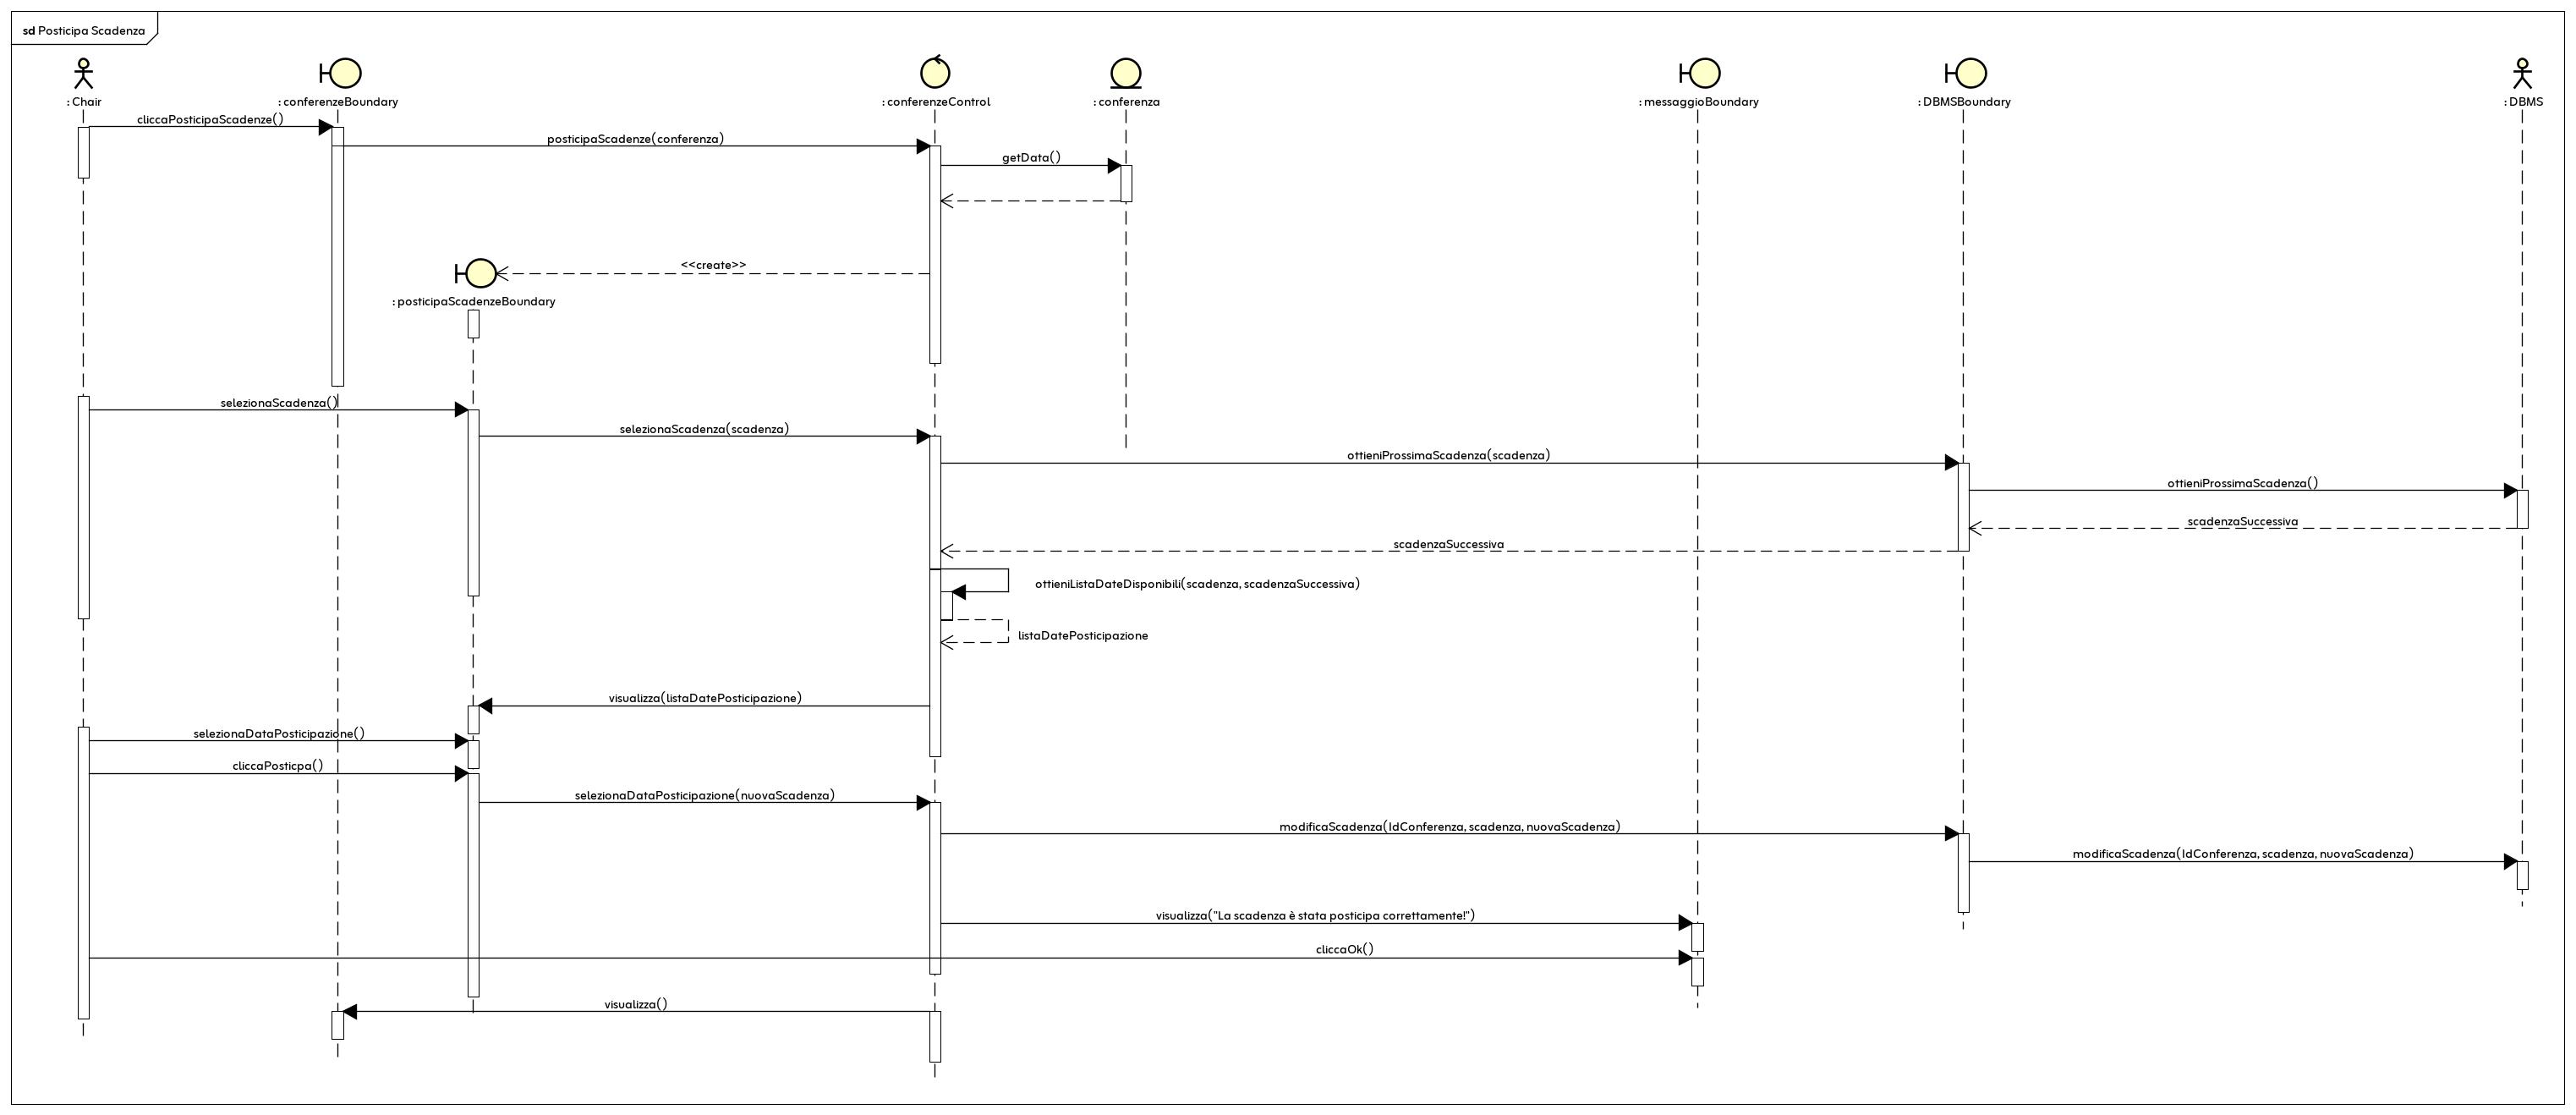 sd Posticipa Scadenza
: Chair
: conferenzeBoundary
: conferenzeControl
: conferenza
: messaggioBoundary
: DBMSBoundary
: DBMS
cliccaPosticipaScadenze()
posticipaScadenze(conferenza)
getData()
<<create>>
: posticipaScadenzeBoundary
selezionaScadenza()
selezionaScadenza(scadenza)
ottieniProssimaScadenza(scadenza)
ottieniProssimaScadenza()
scadenzaSuccessiva
scadenzaSuccessiva
ottieniListaDateDisponibili(scadenza, scadenzaSuccessiva)
listaDatePosticipazione
visualizza(listaDatePosticipazione)
selezionaDataPosticipazione()
cliccaPosticpa()
selezionaDataPosticipazione(nuovaScadenza)
modificaScadenza(IdConferenza, scadenza, nuovaScadenza)
modificaScadenza(IdConferenza, scadenza, nuovaScadenza)
visualizza("La scadenza è stata posticipa correttamente!")
cliccaOk()
visualizza()